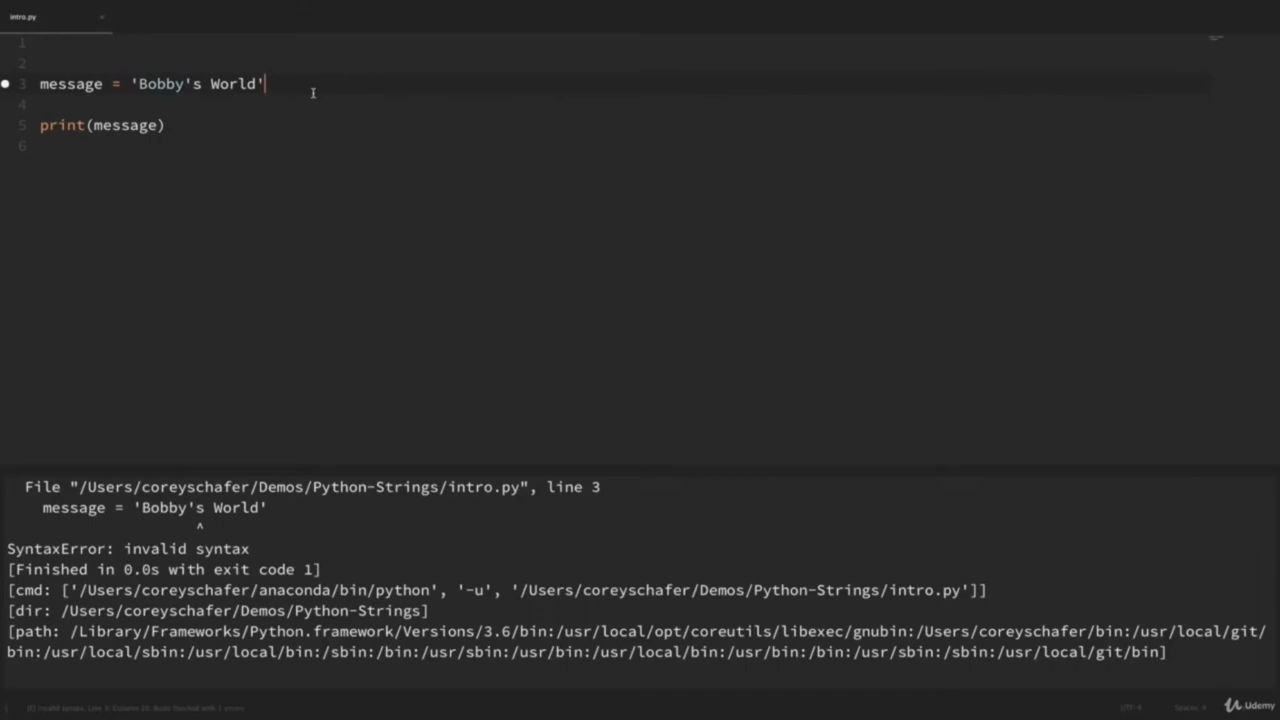 intro.py ×
1
2
3 message = 'Bobby's World'
4
5 print(message)
6
File "/Users/coreyschafer/Demos/Python-Strings/intro.py", line 3
message = 'Bobby's World'
^
SyntaxError: invalid syntax
[Finished in 0.0s with exit code 1]
[cmd: ['/Users/coreyschafer/anaconda/bin/python', '-u', '/Users/coreyschafer/Demos/Python-Strings/intro.py']]
[dir: /Users/coreyschafer/Demos/Python-Strings]
[path: /Library/Frameworks/Python.framework/Versions/3.6/bin:/usr/local/opt/coreutils/libexec/gnubin:/Users/coreyschafer/bin:/usr/local/git/
bin:/usr/local/sbin:/usr/local/bin:/sbin:/bin:/usr/sbin:/usr/bin:/usr/local/bin:/usr/bin:/bin:/usr/sbin:/sbin:/usr/local/git/bin]
UTF-8
Udemy